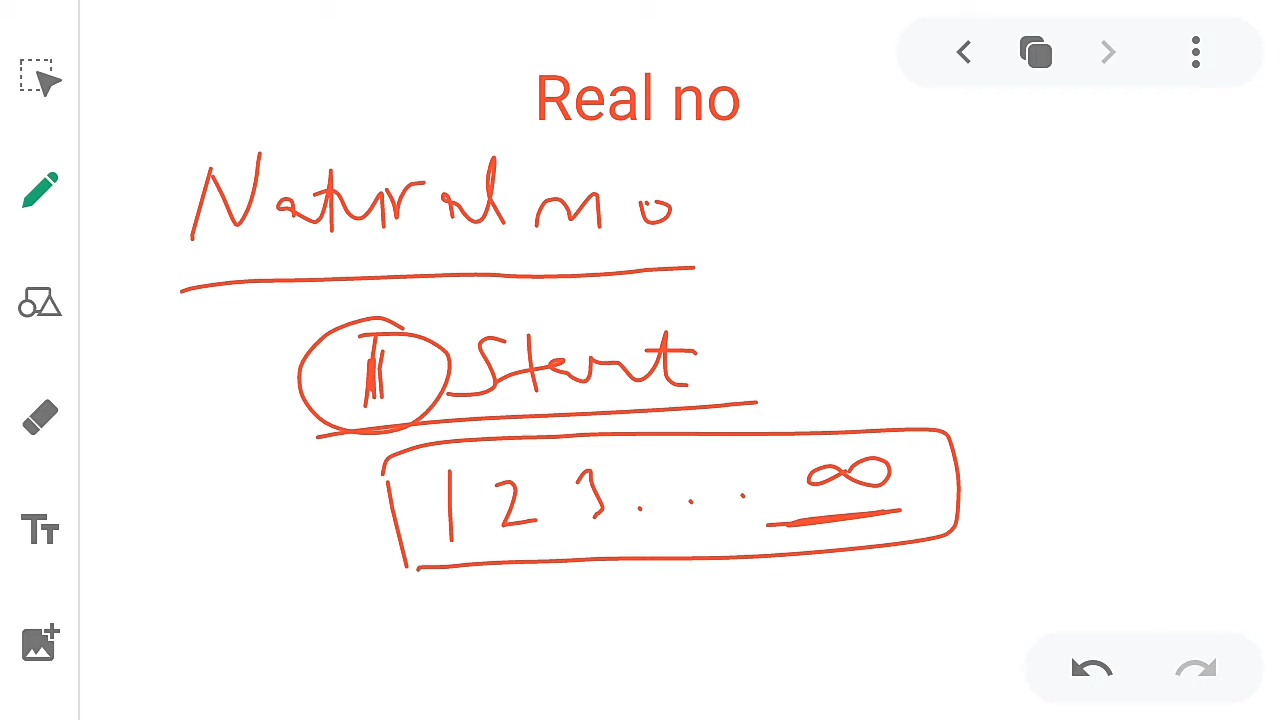 Real no
Natural no
1 Start
1 2 3 . . . ∞